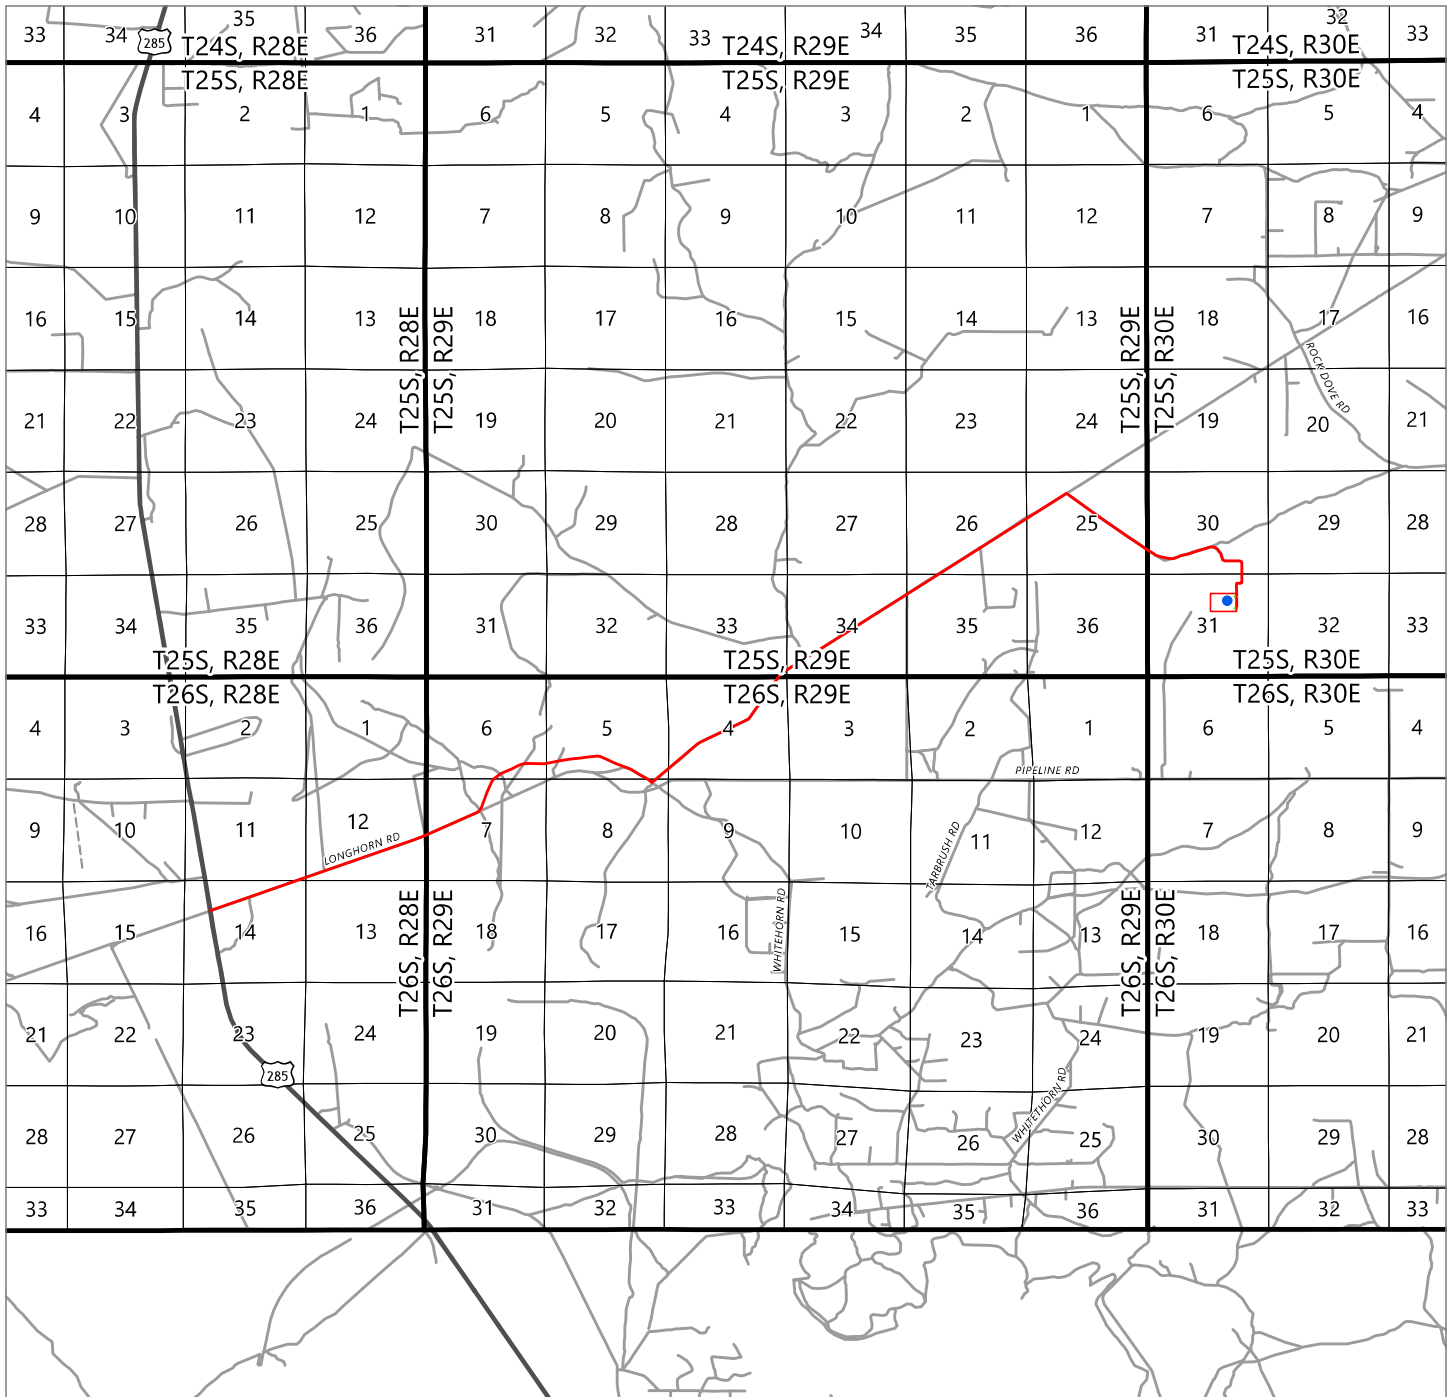 33 34 35 36 31 32 33 34 35 36 31 32 33
285
T24S, R28E T24S, R29E T24S, R30E
T25S, R28E T25S, R29E T25S, R30E
4 3 2 1 6 5 4 3 2 1 6 5 4
9 10 11 12 7 8 9 10 11 12 7 8 9
16 15 14 13 18 17 16 15 14 13 18 17 16
T25S, R28E
T25S, R29E
T25S, R29E
T25S, R30E
ROCK DOVE RD
21 22 23 24 19 20 21 22 23 24 19 20 21
28 27 26 25 30 29 28 27 26 25 30 29 28
33 34 35 36 31 32 33 34 35 36 31 32 33
T25S, R28E T25S, R29E T25S, R30E
T26S, R28E T26S, R29E T26S, R30E
4 3 2 1 6 5 4 3 2 1 6 5 4
PIPELINE RD
9 10 11 12 7 8 9 10 11 12 7 8 9
LONGHORN RD
TARBRUSH RD
16 15 14 13 18 17 16 15 14 13 18 17 16
T26S, R28E
T26S, R29E
WHITEHORN RD
T26S, R29E
T26S, R30E
21 22 23 24 19 20 21 22 23 24 19 20 21
285
WHITETHORN RD
28 27 26 25 30 29 28 27 26 25 30 29 28
33 34 35 36 31 32 33 34 35 36 31 32 33